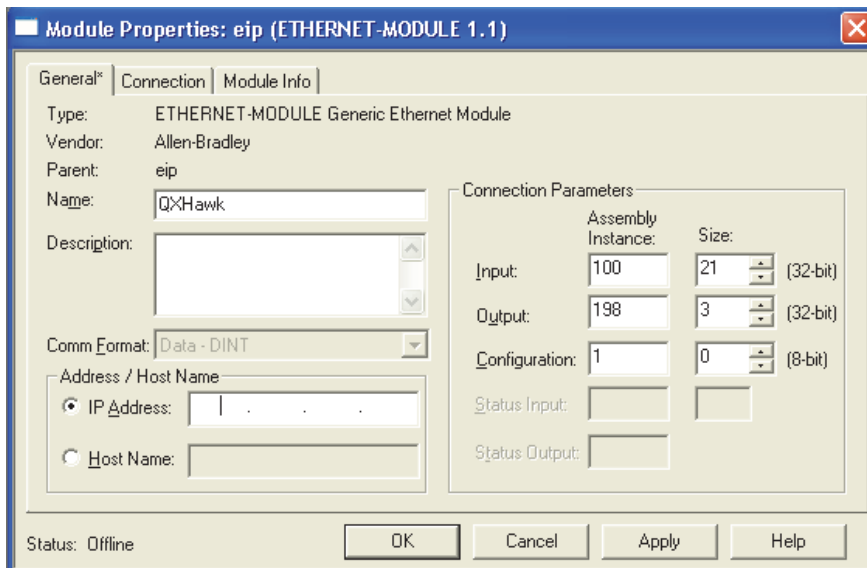 Module Properties: eip (ETHERNET-MODULE 1.1)
General* Connection Module Info
Type: ETHERNET-MODULE Generic Ethernet Module
Vendor: Allen-Bradley
Parent: eip
Name: QXHawk
Description:
Comm Format: Data - DINT
Address / Host Name
IP Address: . . .
Host Name:
Connection Parameters
Assembly Instance: Size:
Input: 100 21 (32-bit)
Output: 198 3 (32-bit)
Configuration: 1 0 (8-bit)
Status Input:
Status Output:
Status: Offline OK Cancel Apply Help